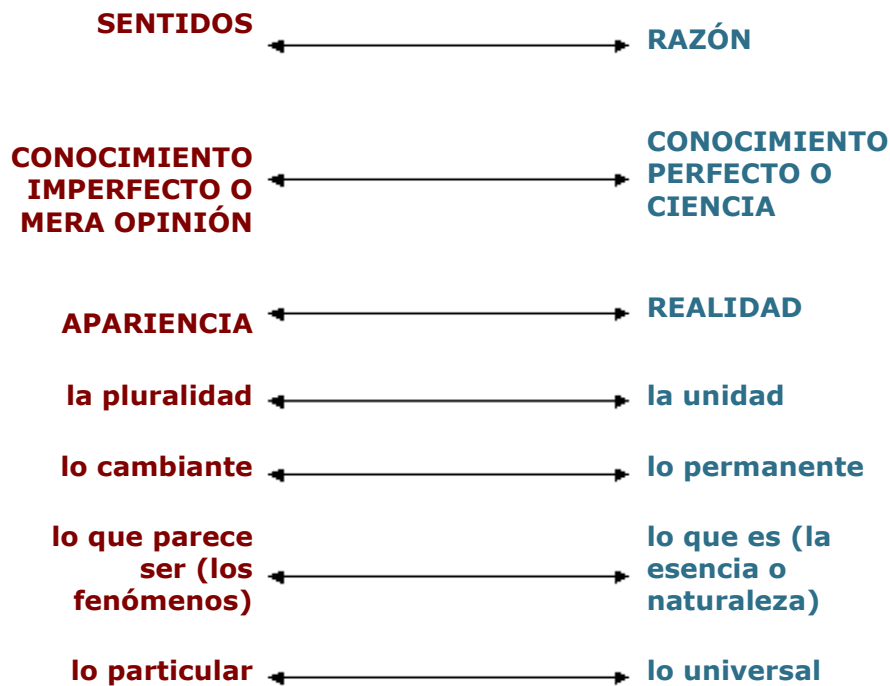 SENTIDOS
RAZÓN
CONOCIMIENTO
IMPERFECTO O
MERA OPINIÓN
CONOCIMIENTO
PERFECTO O
CIENCIA
APARIENCIA
REALIDAD
la pluralidad
la unidad
lo cambiante
lo permanente
lo que parece
ser (los
fenómenos)
lo que es (la
esencia o
naturaleza)
lo particular
lo universal